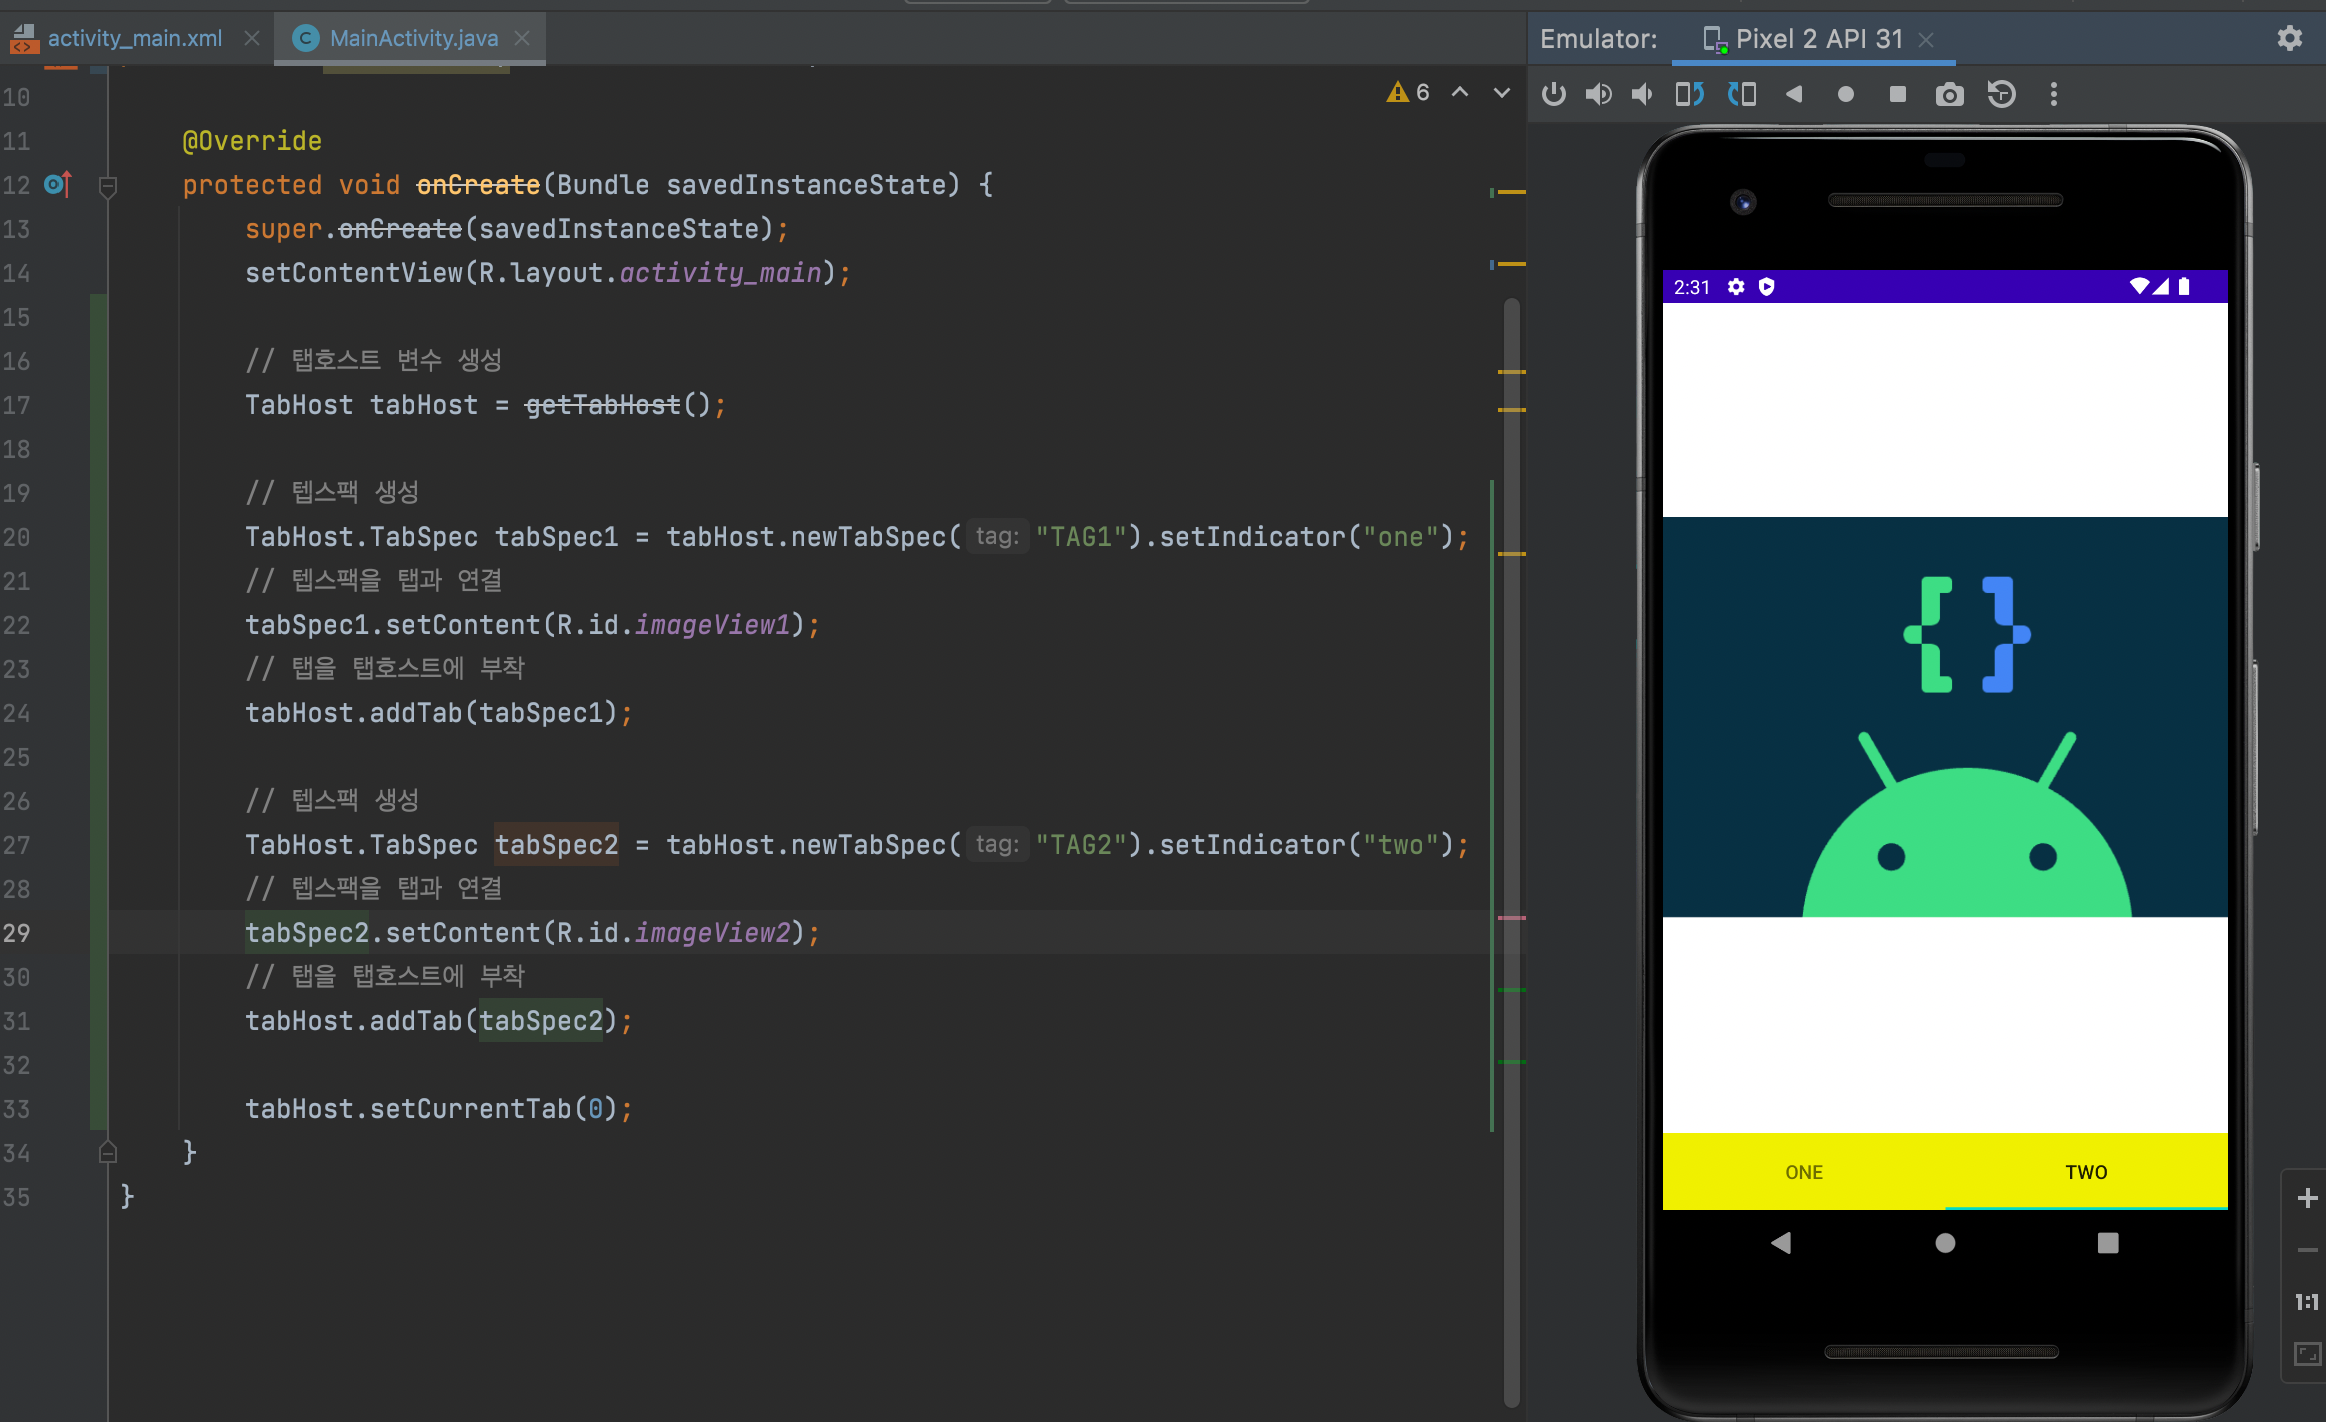 activity_main.xml
MainActivity.java
Emulator:
Pixel 2 API 31
6
10
11 @Override
12 protected void onCreate(Bundle savedInstanceState) {
13 super.onCreate(savedInstanceState);
14 setContentView(R.layout.activity_main);
15
16 // 탭호스트 변수 생성
17 TabHost tabHost = getTabHost();
18
19 // 텝스팩 생성
20 TabHost.TabSpec tabSpec1 = tabHost.newTabSpec( tag: "TAG1").setIndicator("one");
21 // 텝스팩을 탭과 연결
22 tabSpec1.setContent(R.id.imageView1);
23 // 탭을 탭호스트에 부착
24 tabHost.addTab(tabSpec1);
25
26 // 텝스팩 생성
27 TabHost.TabSpec tabSpec2 = tabHost.newTabSpec( tag: "TAG2").setIndicator("two");
28 // 텝스팩을 탭과 연결
29 tabSpec2.setContent(R.id.imageView2);
30 // 탭을 탭호스트에 부착
31 tabHost.addTab(tabSpec2);
32
33 tabHost.setCurrentTab(0);
34 }
35 }
2:31
{ }
ONE
TWO
1:1